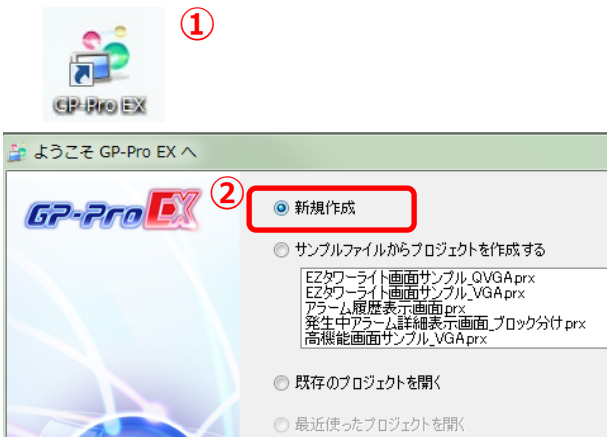 ①
GP-Pro EX
ようこそ GP-Pro EX へ
GP-Pro EX
②
新規作成
サンプルファイルからプロジェクトを作成する
EZタワーライト画面サンプル_QVGA.prx
EZタワーライト画面サンプル_VGA.prx
アラーム履歴表示画面.prx
発生中アラーム詳細表示画面_ブロック分け.prx
高機能画面サンプル_VGA.prx
既存のプロジェクトを開く
最近使ったプロジェクトを開く